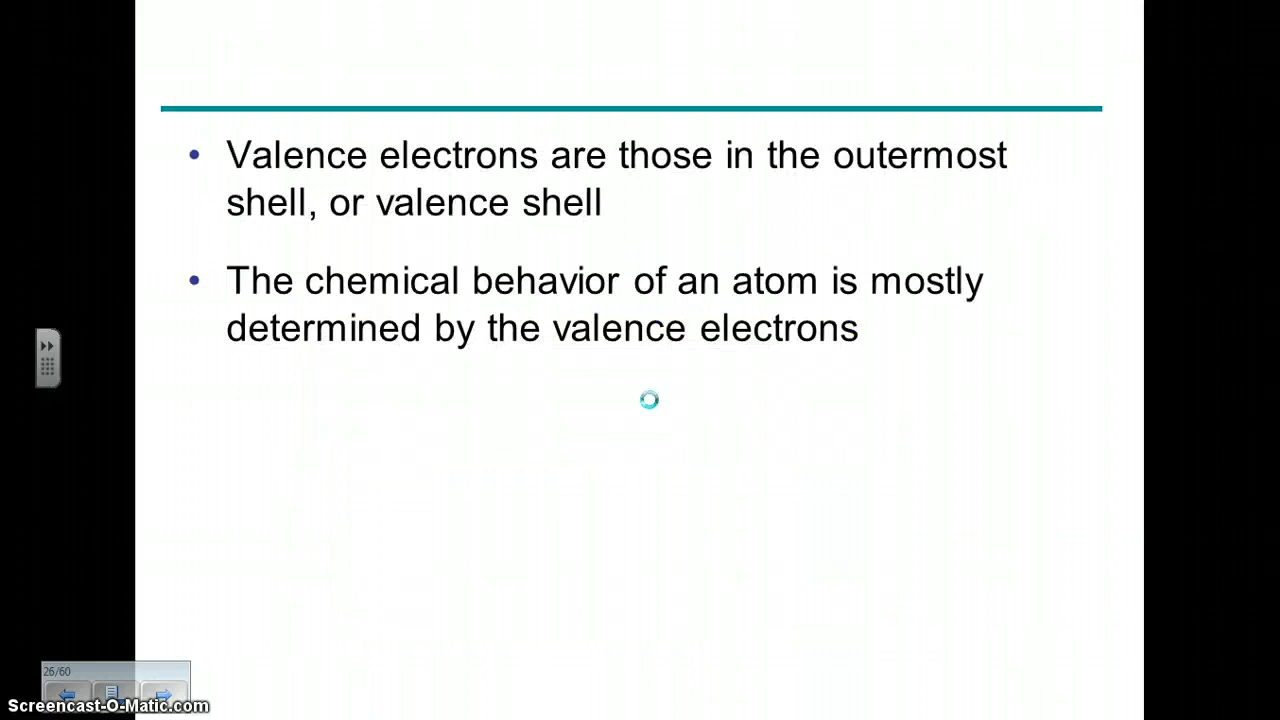 • Valence electrons are those in the outermost
shell, or valence shell
• The chemical behavior of an atom is mostly
determined by the valence electrons
26/60
Screencast-O-Matic.com